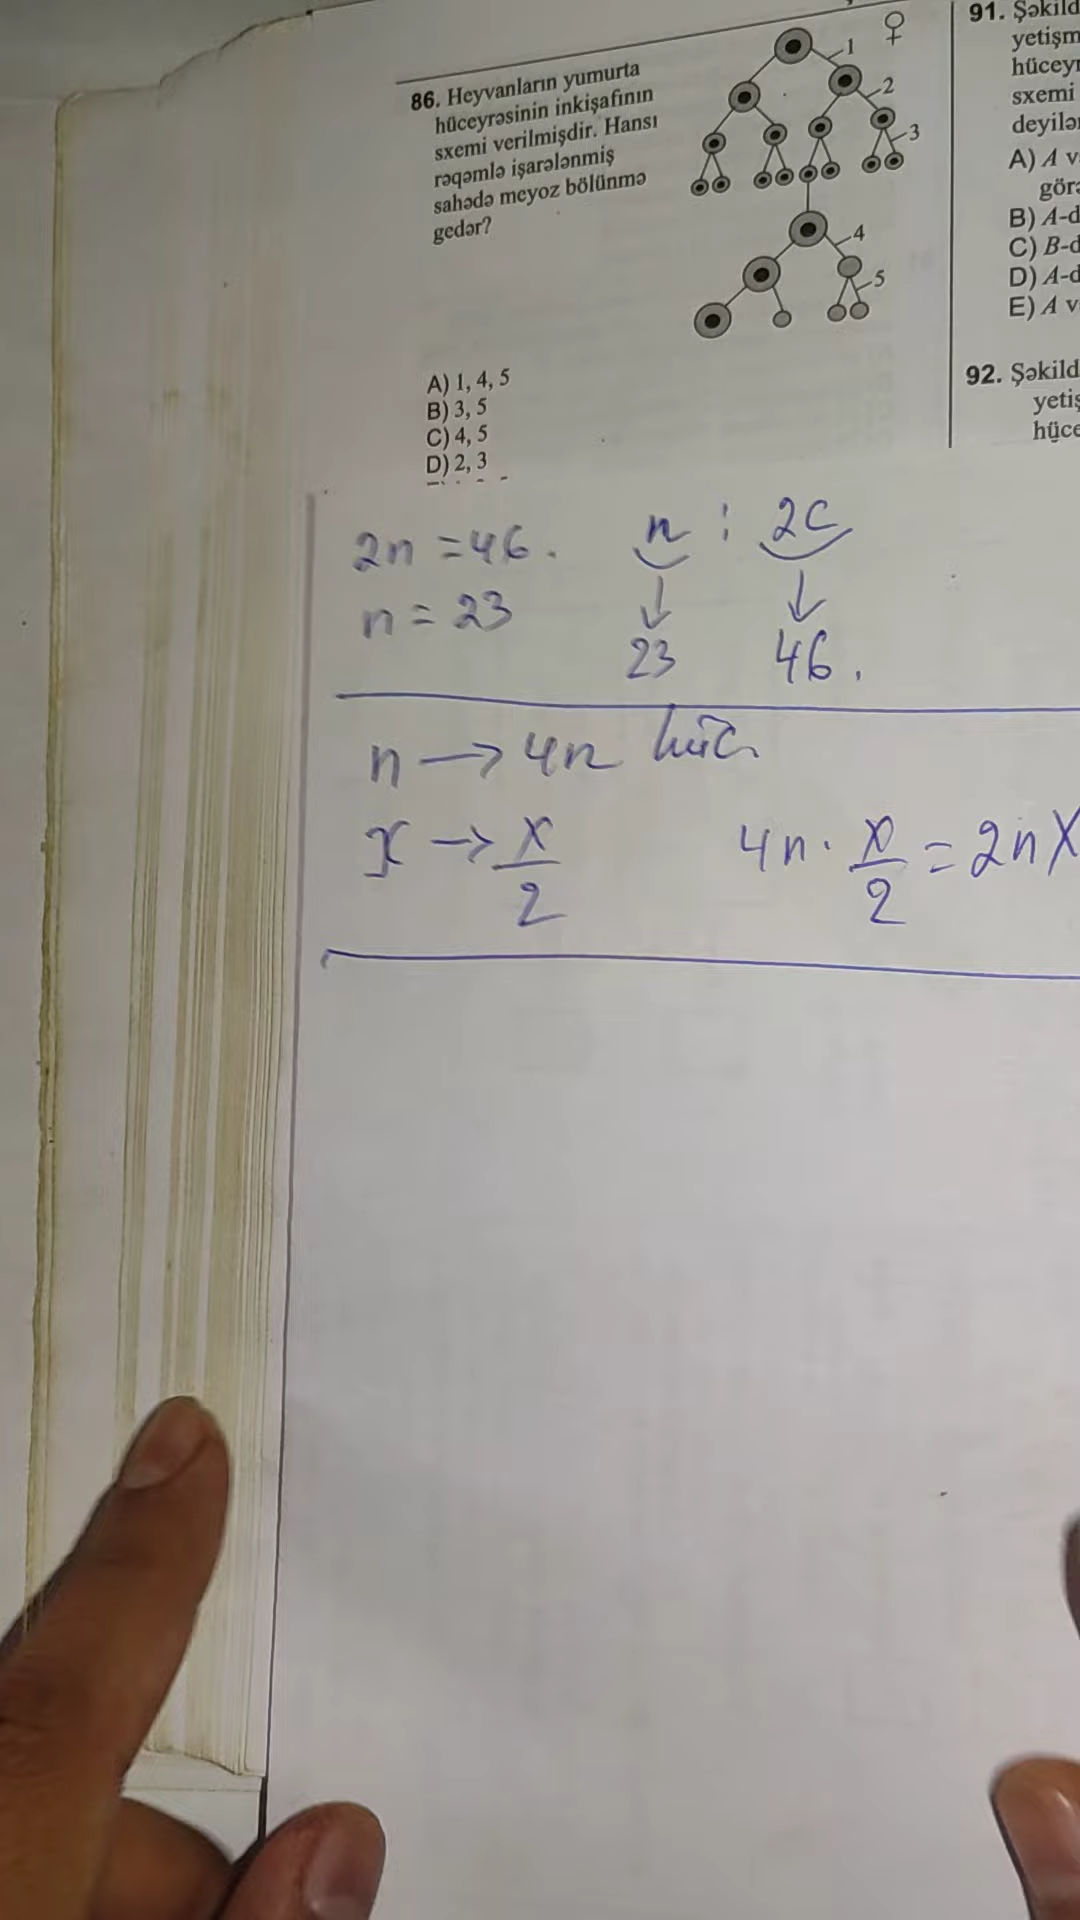 86. Heyvanların yumurta
hüceyrəsinin inkişafının
sxemi verilmişdir. Hansı
rəqəmlə işarələnmiş
sahədə meyoz bölünmə
gedər?
♀
1
2
3
4
5
A) 1, 4, 5
B) 3, 5
C) 4, 5
D) 2, 3
91. Şəkild
yetişm
hüceyr
sxemi
deyilə
A) A v
görə
B) A-d
C) B-d
D) A-d
E) A v
92. Şəkild
yetiş
hüce
2n = 46.
n = 23
n : 2C
↓ ↓
23 46.
n → 4n hüc.
x → x/2
4n · x/2 = 2nx